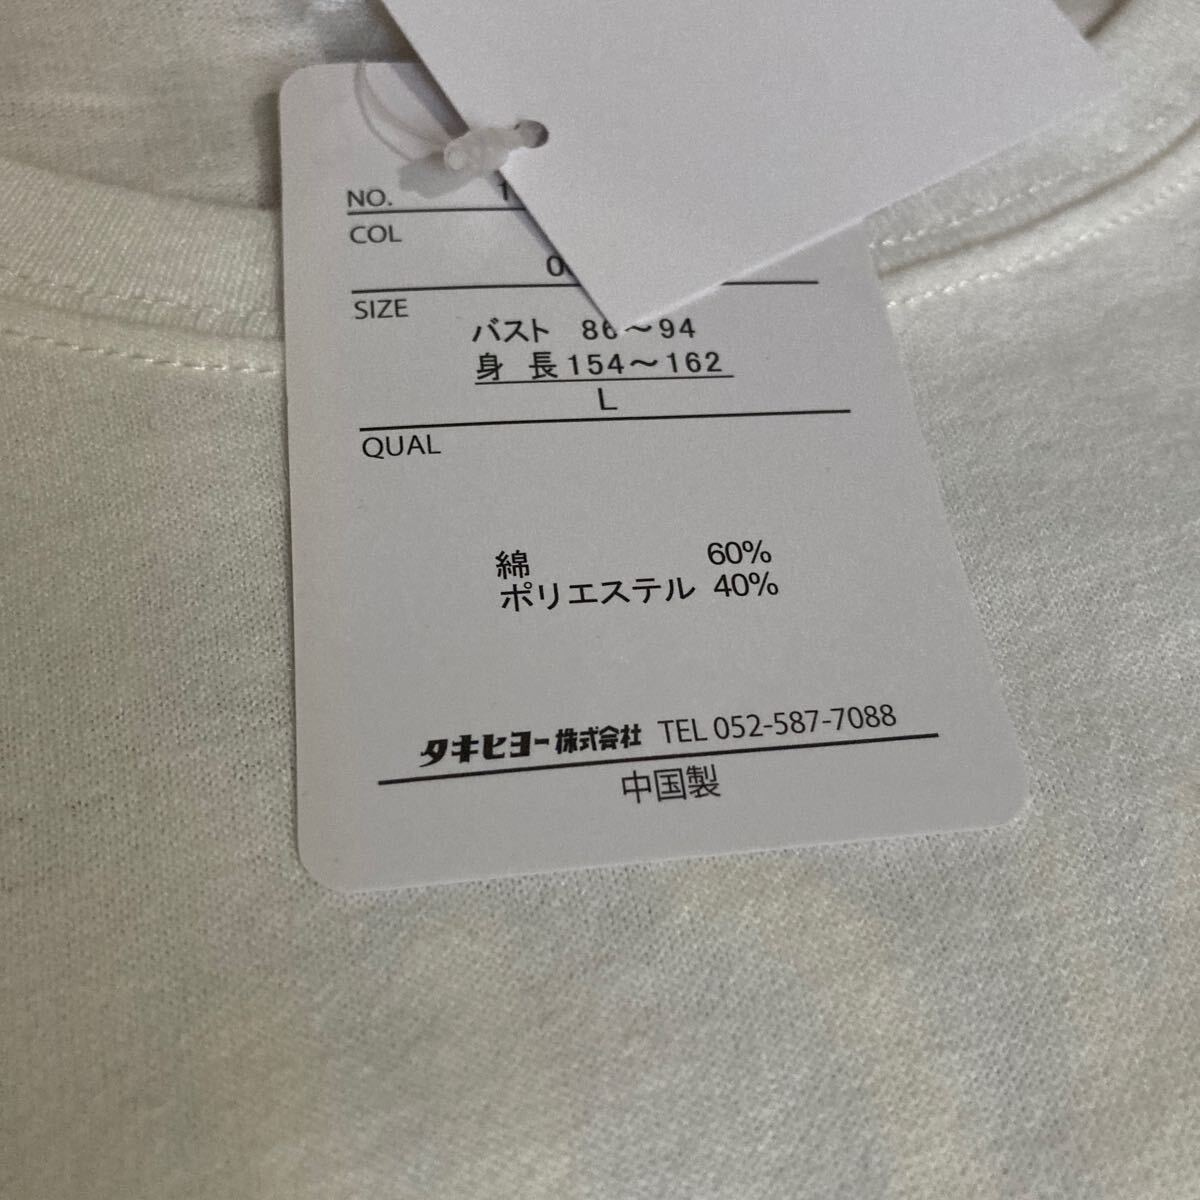 NO.
COL
SIZE
バスト 86～94
身 長 154～162
L
QUAL
綿 60%
ポリエステル 40%
タキヒヨー株式会社 TEL 052-587-7088
中国製